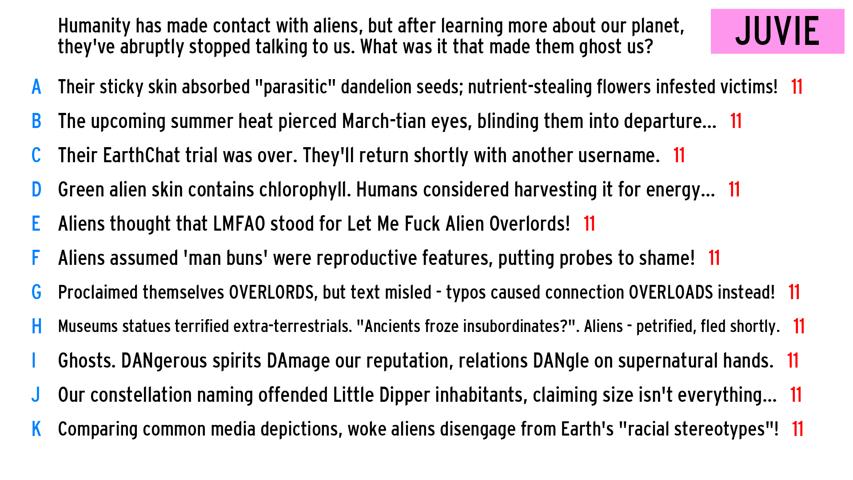 Humanity has made contact with aliens, but after learning more about our planet,
they've abruptly stopped talking to us. What was it that made them ghost us?
JUVIE
A Their sticky skin absorbed "parasitic" dandelion seeds; nutrient-stealing flowers infested victims! 11
B The upcoming summer heat pierced March-tian eyes, blinding them into departure... 11
C Their EarthChat trial was over. They'll return shortly with another username. 11
D Green alien skin contains chlorophyll. Humans considered harvesting it for energy... 11
E Aliens thought that LMFAO stood for Let Me Fuck Alien Overlords! 11
F Aliens assumed 'man buns' were reproductive features, putting probes to shame! 11
G Proclaimed themselves OVERLORDS, but text misled - typos caused connection OVERLOADS instead! 11
H Museums statues terrified extra-terrestrials. "Ancients froze insubordinates?". Aliens - petrified, fled shortly. 11
I Ghosts. DANgerous spirits DAmage our reputation, relations DANgle on supernatural hands. 11
J Our constellation naming offended Little Dipper inhabitants, claiming size isn't everything... 11
K Comparing common media depictions, woke aliens disengage from Earth's "racial stereotypes"! 11